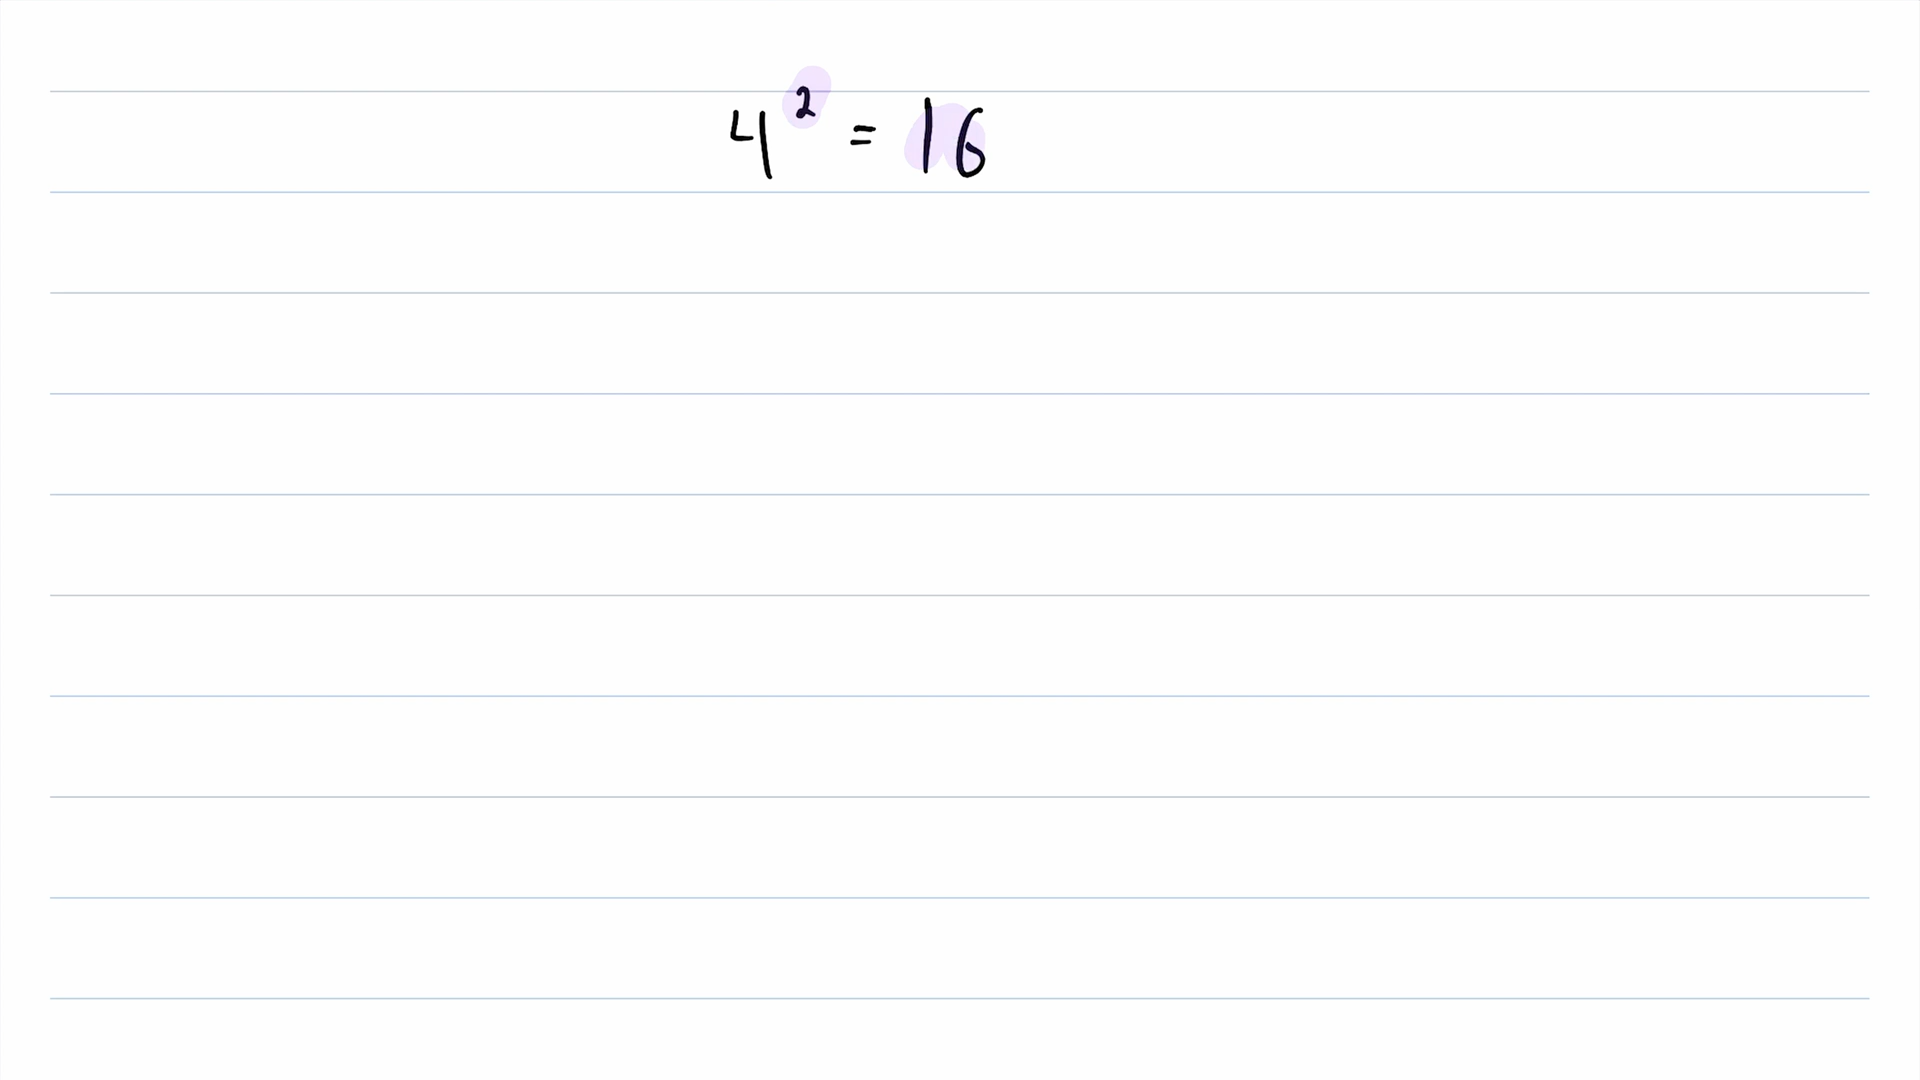 4² = 16